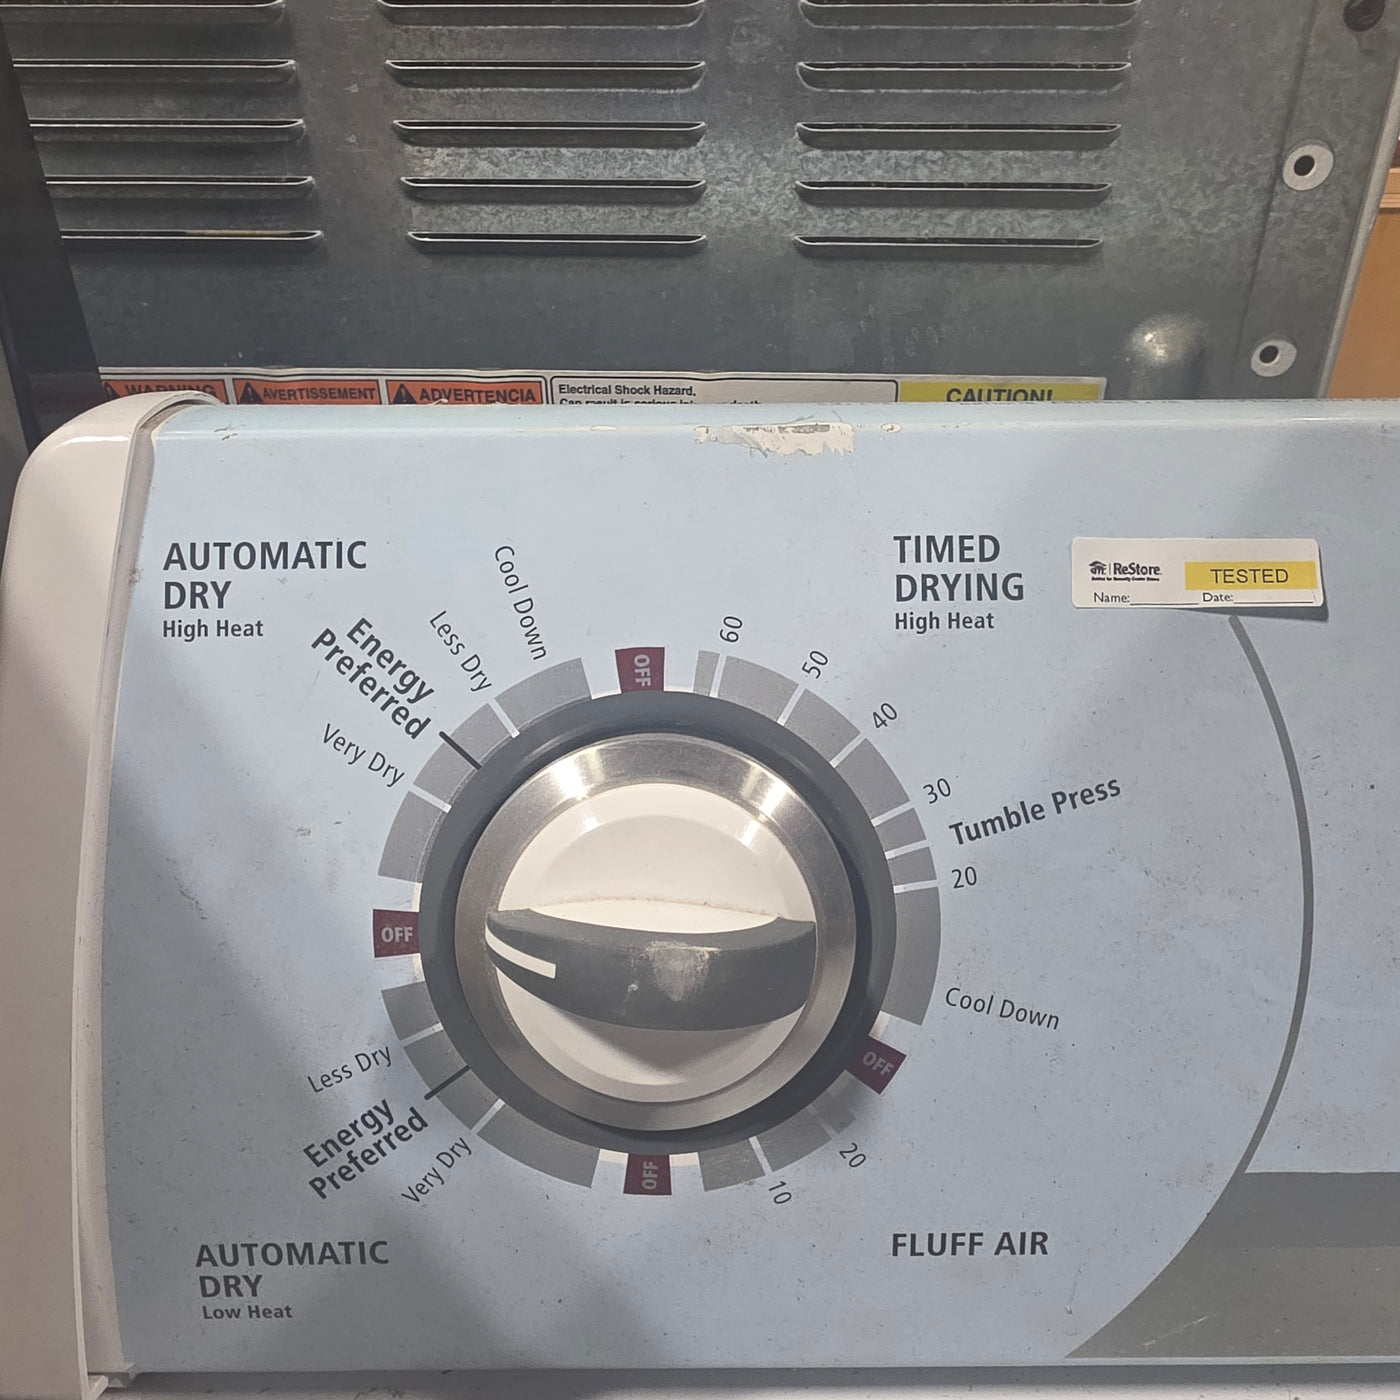 WARNING
AVERTISSEMENT
ADVERTENCIA
Electrical Shock Hazard.
CAUTION!
AUTOMATIC
DRY
High Heat
Cool Down
Less Dry
Energy
Preferred
Very Dry
OFF
OFF
60
50
40
30
Tumble Press
20
Cool Down
TIMED
DRYING
High Heat
ReStore
TESTED
Name:
Date:
OFF
20
10
OFF
Less Dry
Energy
Preferred
Very Dry
AUTOMATIC
DRY
Low Heat
FLUFF AIR